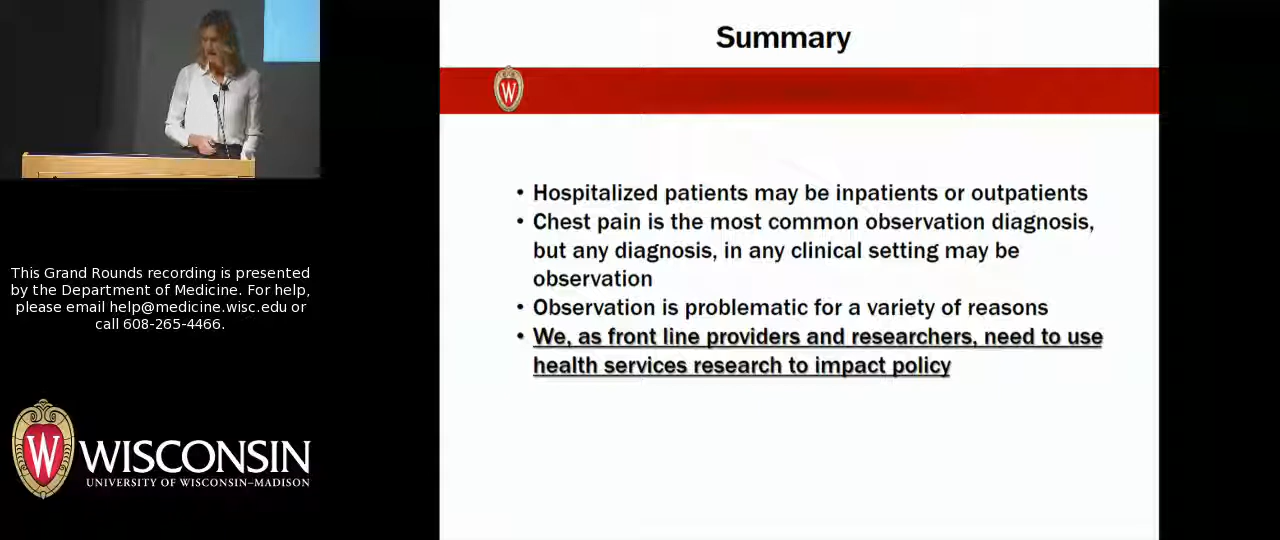 Summary
W
• Hospitalized patients may be inpatients or outpatients
• Chest pain is the most common observation diagnosis,
but any diagnosis, in any clinical setting may be
observation
• Observation is problematic for a variety of reasons
• We, as front line providers and researchers, need to use
health services research to impact policy
This Grand Rounds recording is presented
by the Department of Medicine. For help,
please email help@medicine.wisc.edu or
call 608-265-4466.
W
WISCONSIN
UNIVERSITY OF WISCONSIN–MADISON